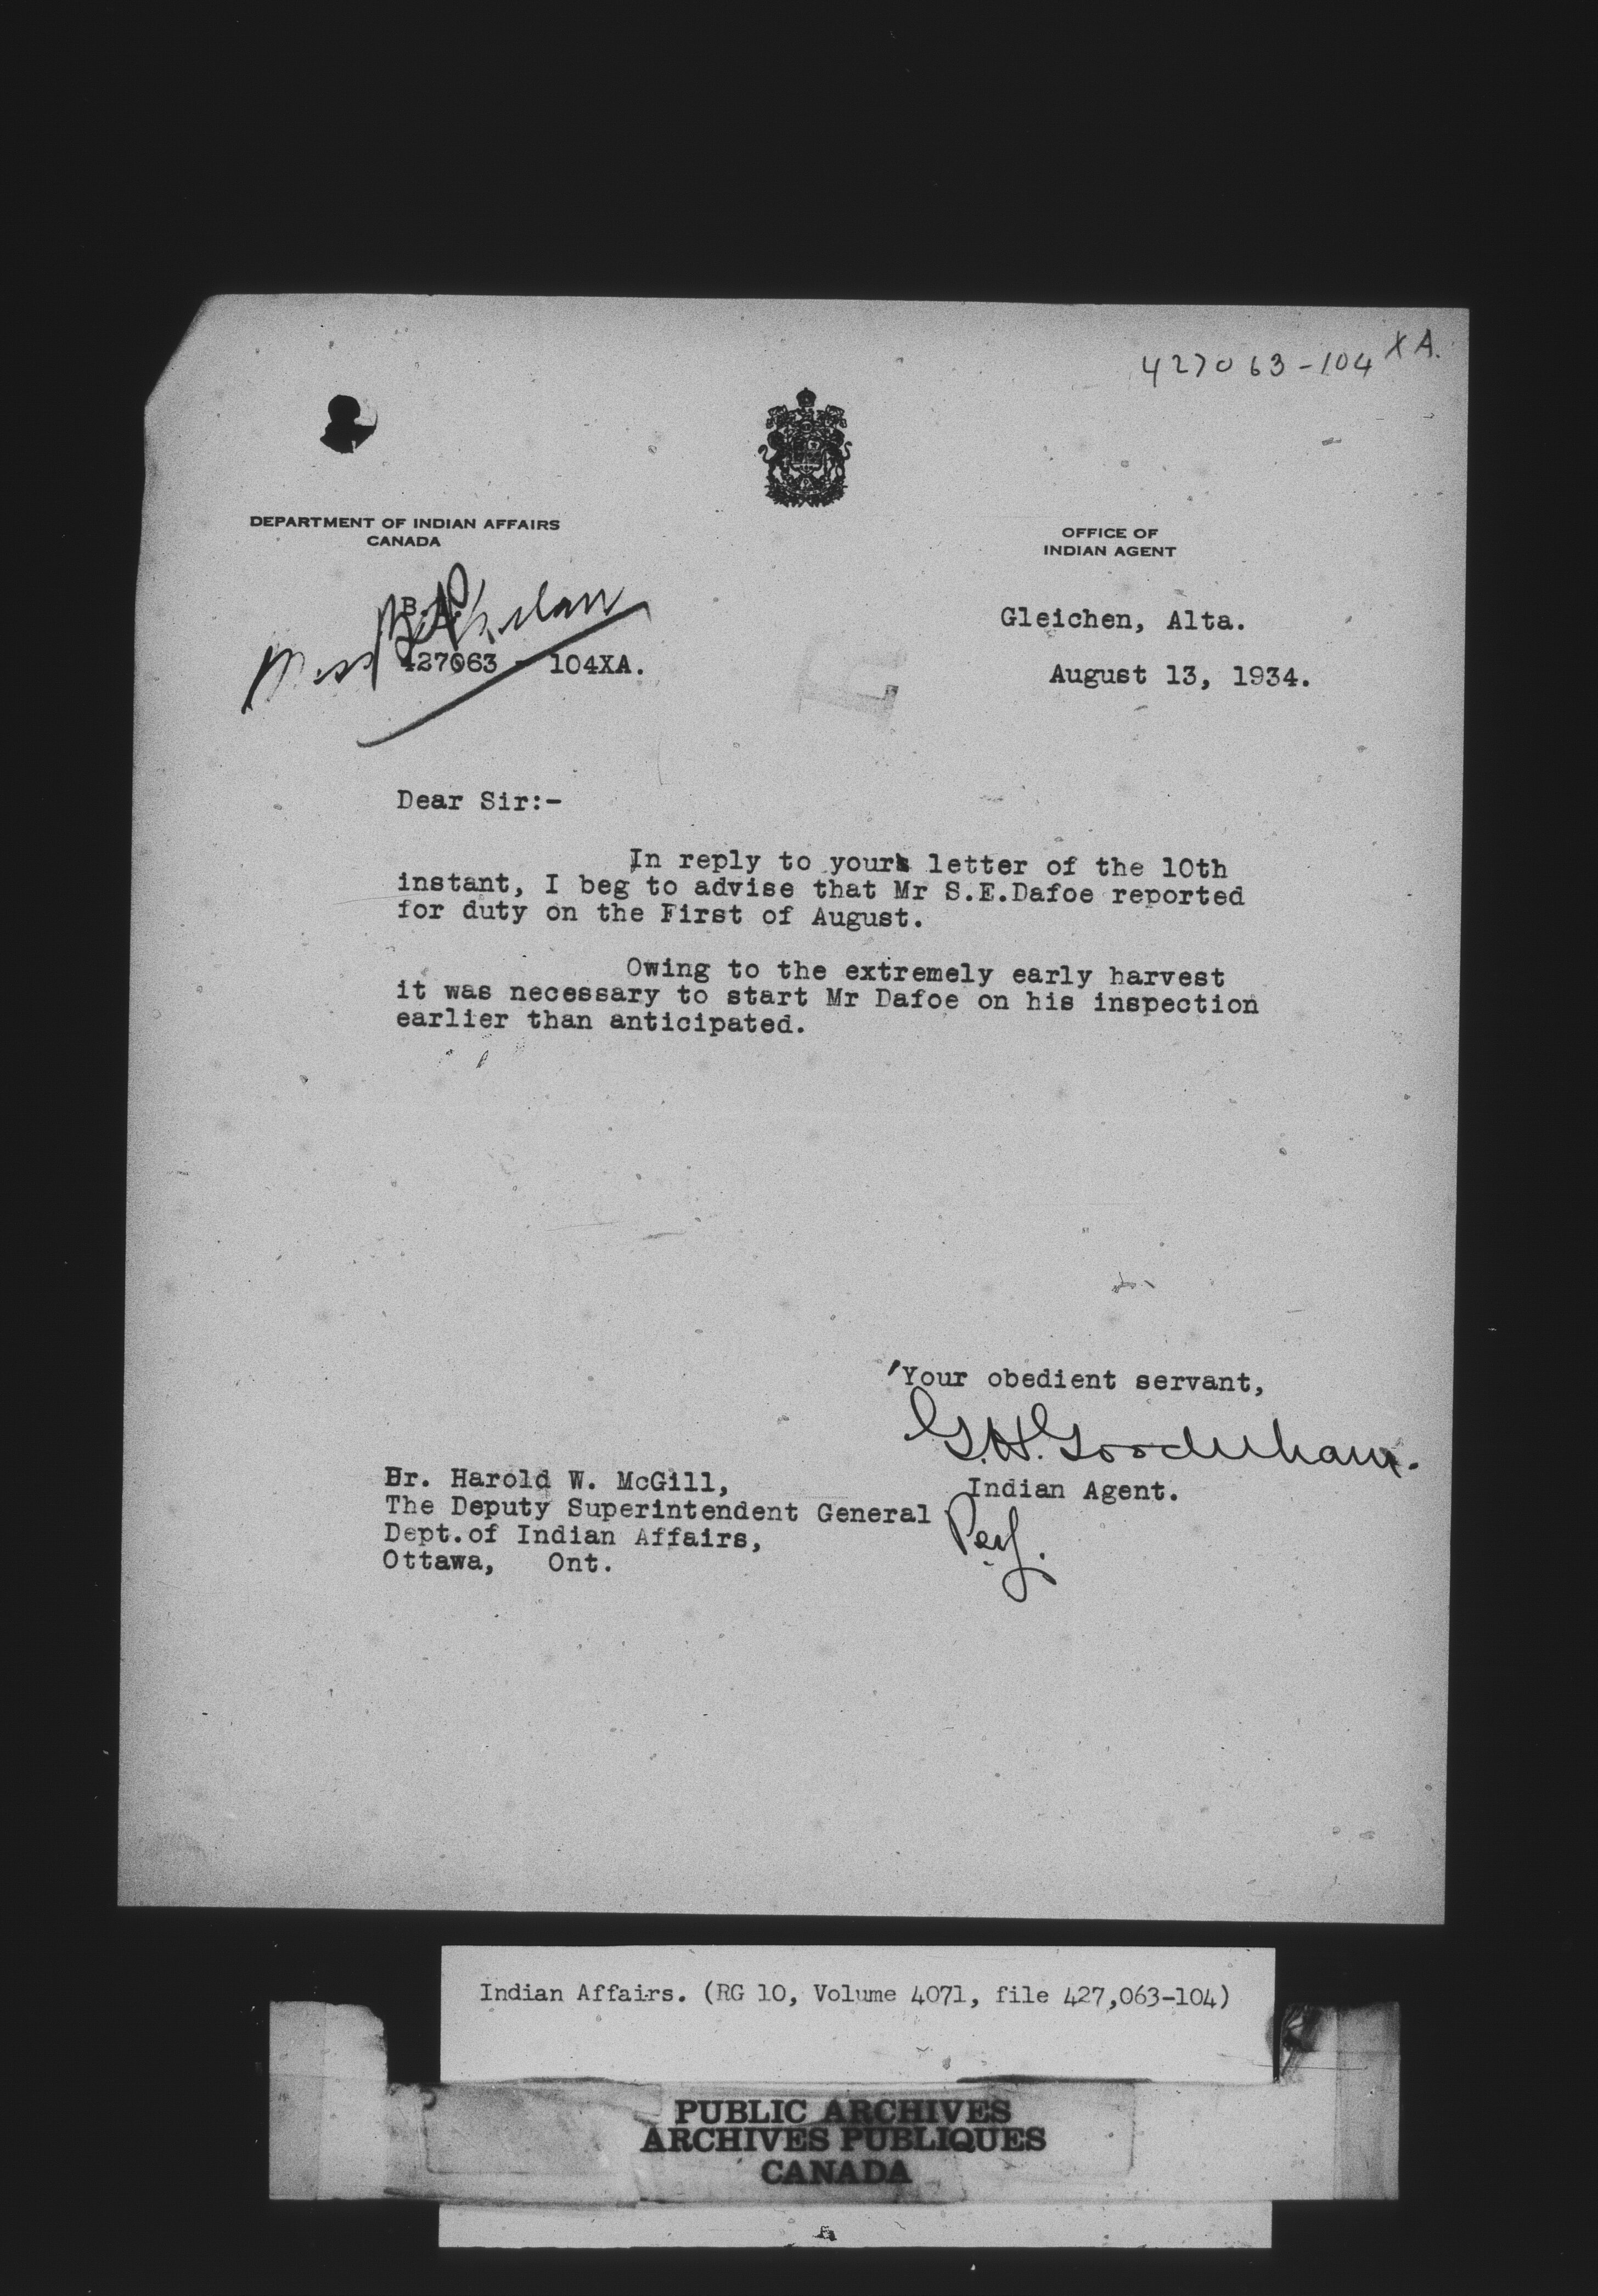 427063-104 XA.
DEPARTMENT OF INDIAN AFFAIRS
CANADA
OFFICE OF
INDIAN AGENT
Miss
427063 - 104XA.
Gleichen, Alta.
August 13, 1934.
Dear Sir:-
In reply to your letter of the 10th
instant, I beg to advise that Mr S.E.Dafoe reported
for duty on the First of August.
Owing to the extremely early harvest
it was necessary to start Mr Dafoe on his inspection
earlier than anticipated.
Your obedient servant,
G.H.Gooderham.
Indian Agent.
Dr. Harold W. McGill,
The Deputy Superintendent General
Dept.of Indian Affairs,
Ottawa, Ont.
Indian Affairs. (RG 10, Volume 4071, file 427,063-104)
PUBLIC ARCHIVES
ARCHIVES PUBLIQUES
CANADA